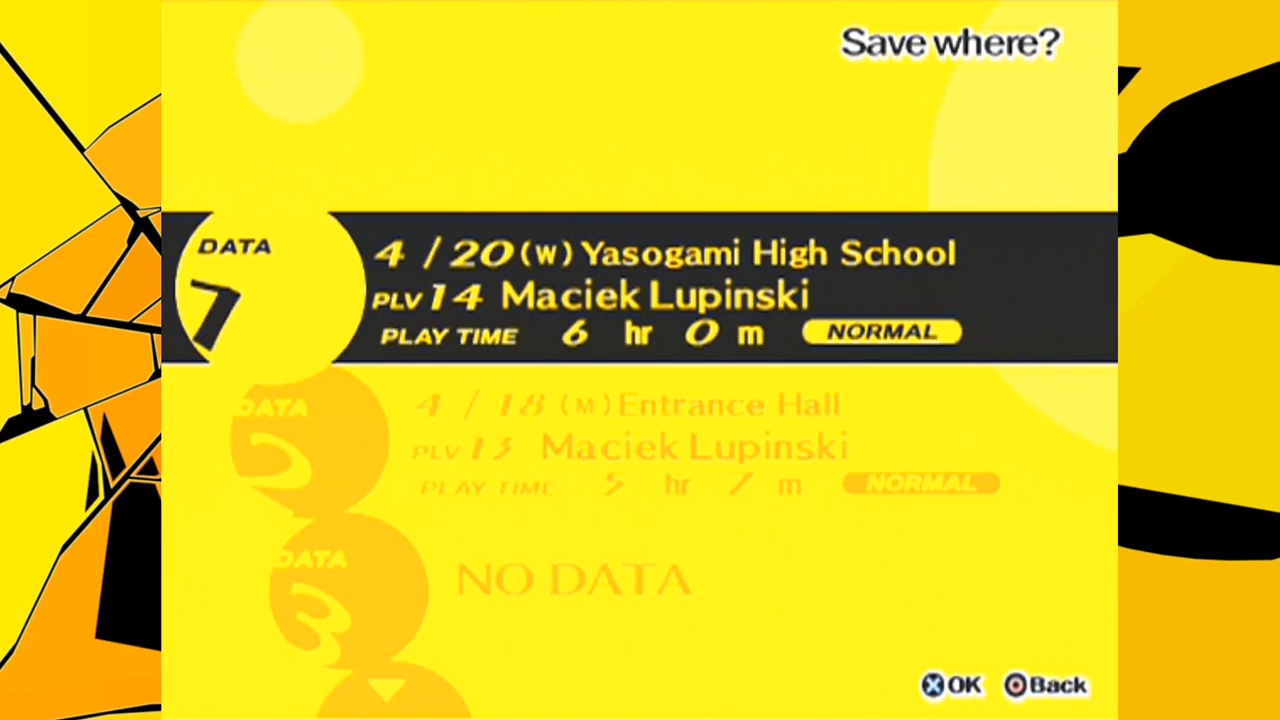 Save where?
DATA 1
4 / 20 (W) Yasogami High School
PLV 14 Maciek Lupinski
PLAY TIME 6 hr 0 m NORMAL
DATA 2
4 / 18 (M) Entrance Hall
PLV 13 Maciek Lupinski
PLAY TIME 5 hr 7 m NORMAL
DATA 3
NO DATA
OK Back